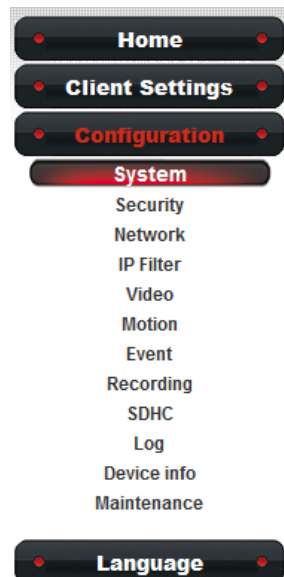 Home
Client Settings
Configuration
System
Security
Network
IP Filter
Video
Motion
Event
Recording
SDHC
Log
Device info
Maintenance
Language